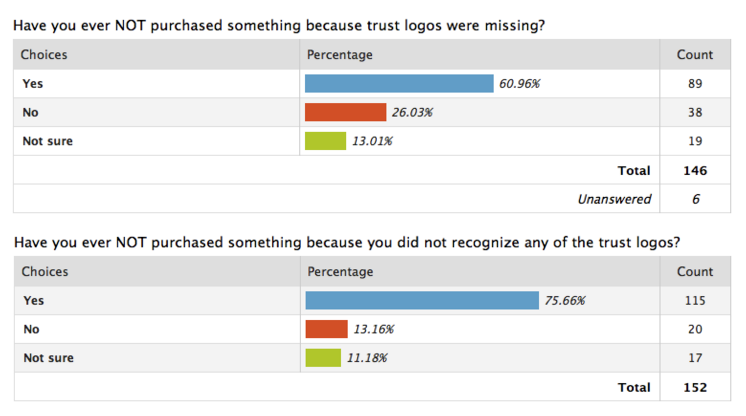 Have you ever NOT purchased something because trust logos were missing?
Choices Percentage Count
Yes 60.96% 89
No 26.03% 38
Not sure 13.01% 19
Total 146
Unanswered 6
Have you ever NOT purchased something because you did not recognize any of the trust logos?
Choices Percentage Count
Yes 75.66% 115
No 13.16% 20
Not sure 11.18% 17
Total 152